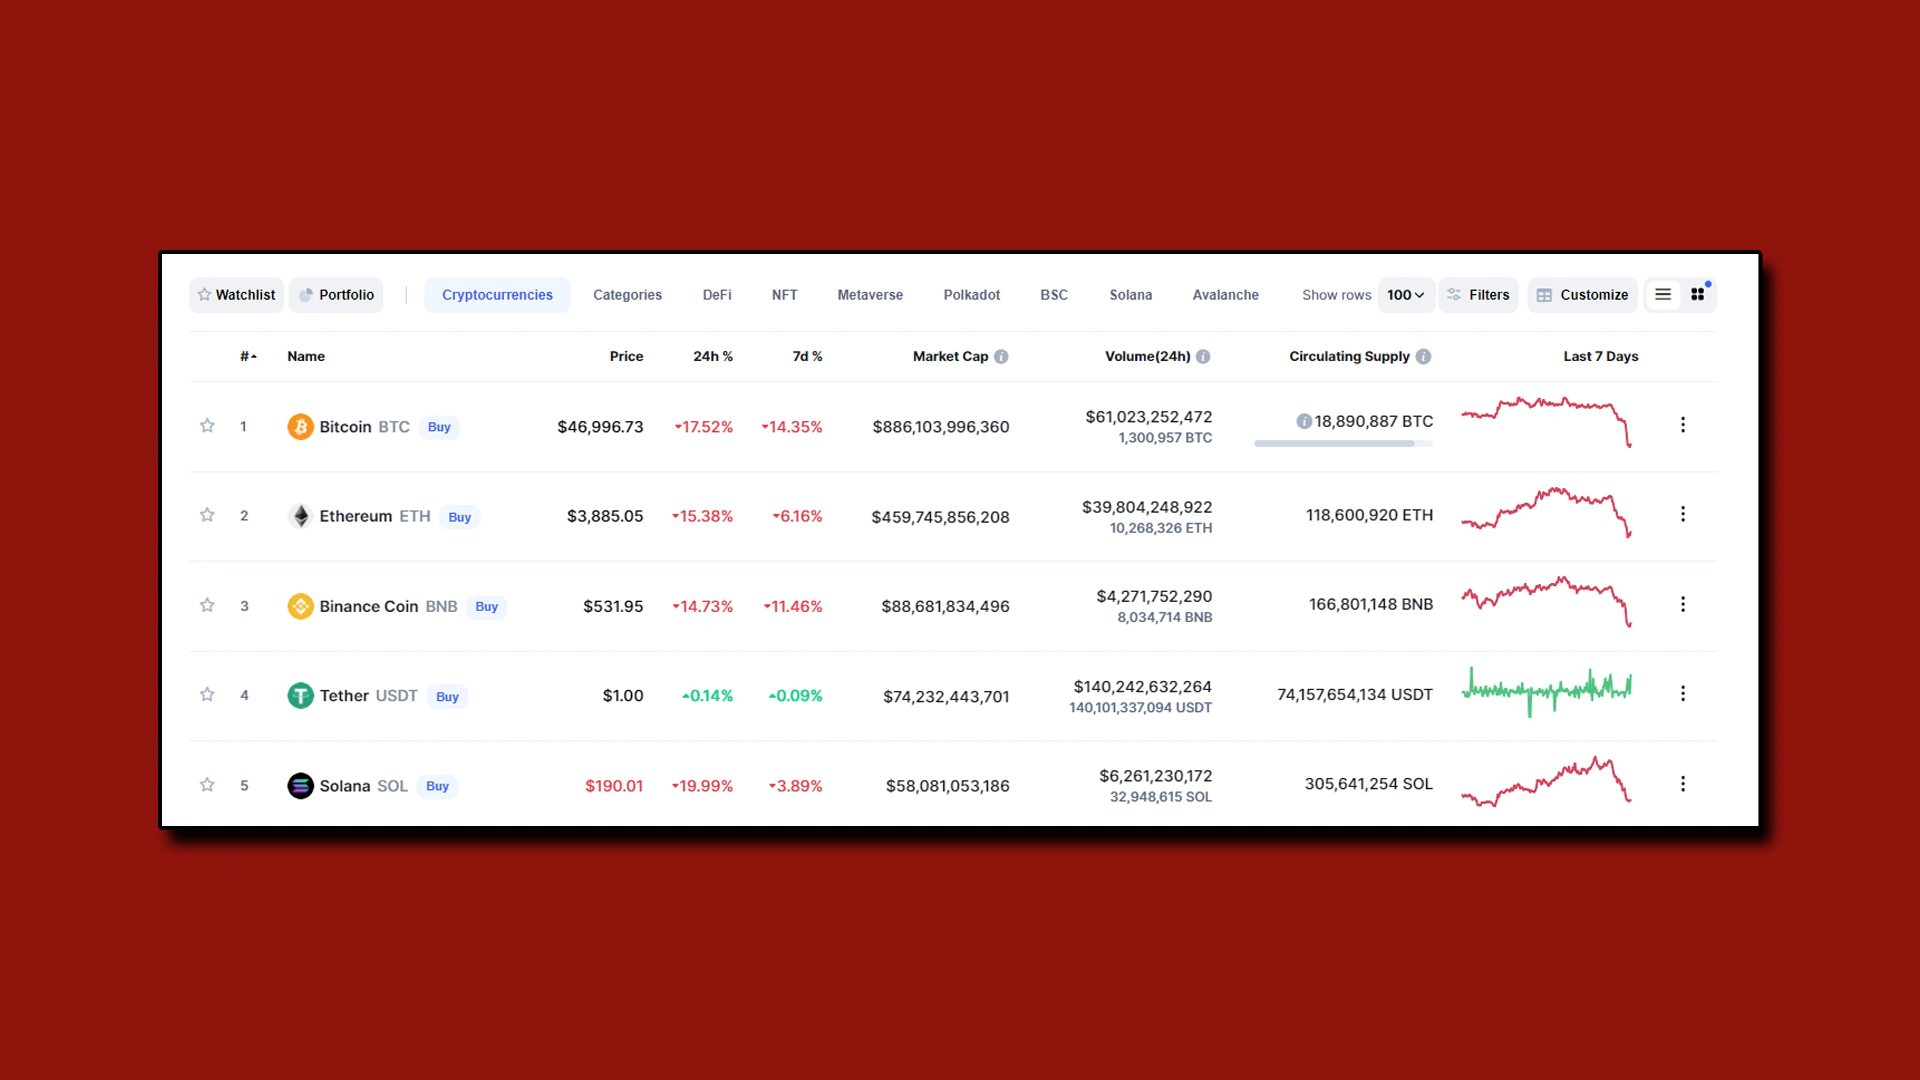 Watchlist Portfolio Cryptocurrencies Categories DeFi NFT Metaverse Polkadot BSC Solana Avalanche Show rows 100 Filters Customize
# Name Price 24h % 7d % Market Cap Volume(24h) Circulating Supply Last 7 Days
1 Bitcoin BTC Buy $46,996.73 17.52% 14.35% $886,103,996,360 $61,023,252,472 18,890,887 BTC
1,300,957 BTC
2 Ethereum ETH Buy $3,885.05 15.38% 6.16% $459,745,856,208 $39,804,248,922 118,600,920 ETH
10,268,326 ETH
3 Binance Coin BNB Buy $531.95 14.73% 11.46% $88,681,834,496 $4,271,752,290 166,801,148 BNB
8,034,714 BNB
4 Tether USDT Buy $1.00 0.14% 0.09% $74,232,443,701 $140,242,632,264 74,157,654,134 USDT
140,101,337,094 USDT
5 Solana SOL Buy $190.01 19.99% 3.89% $58,081,053,186 $6,261,230,172 305,641,254 SOL
32,948,615 SOL